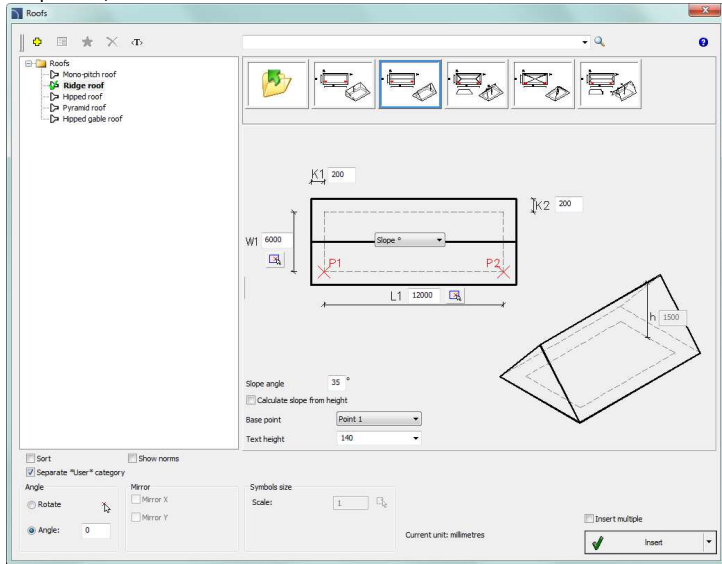 Roofs
<T>
Roofs
Mono-pitch roof
Ridge roof
Hipped roof
Pyramid roof
Hipped gable roof
K1 200
K2 200
W1 6000
Slope °
P1
P2
L1 12000
h 1500
Slope angle 35 °
Calculate slope from height
Base point Point 1
Text height 140
Sort
Show norms
Separate "User" category
Angle
Rotate
Angle: 0
Mirror
Mirror X
Mirror Y
Symbols size
Scale: 1
Current unit: millimetres
Insert multiple
Insert